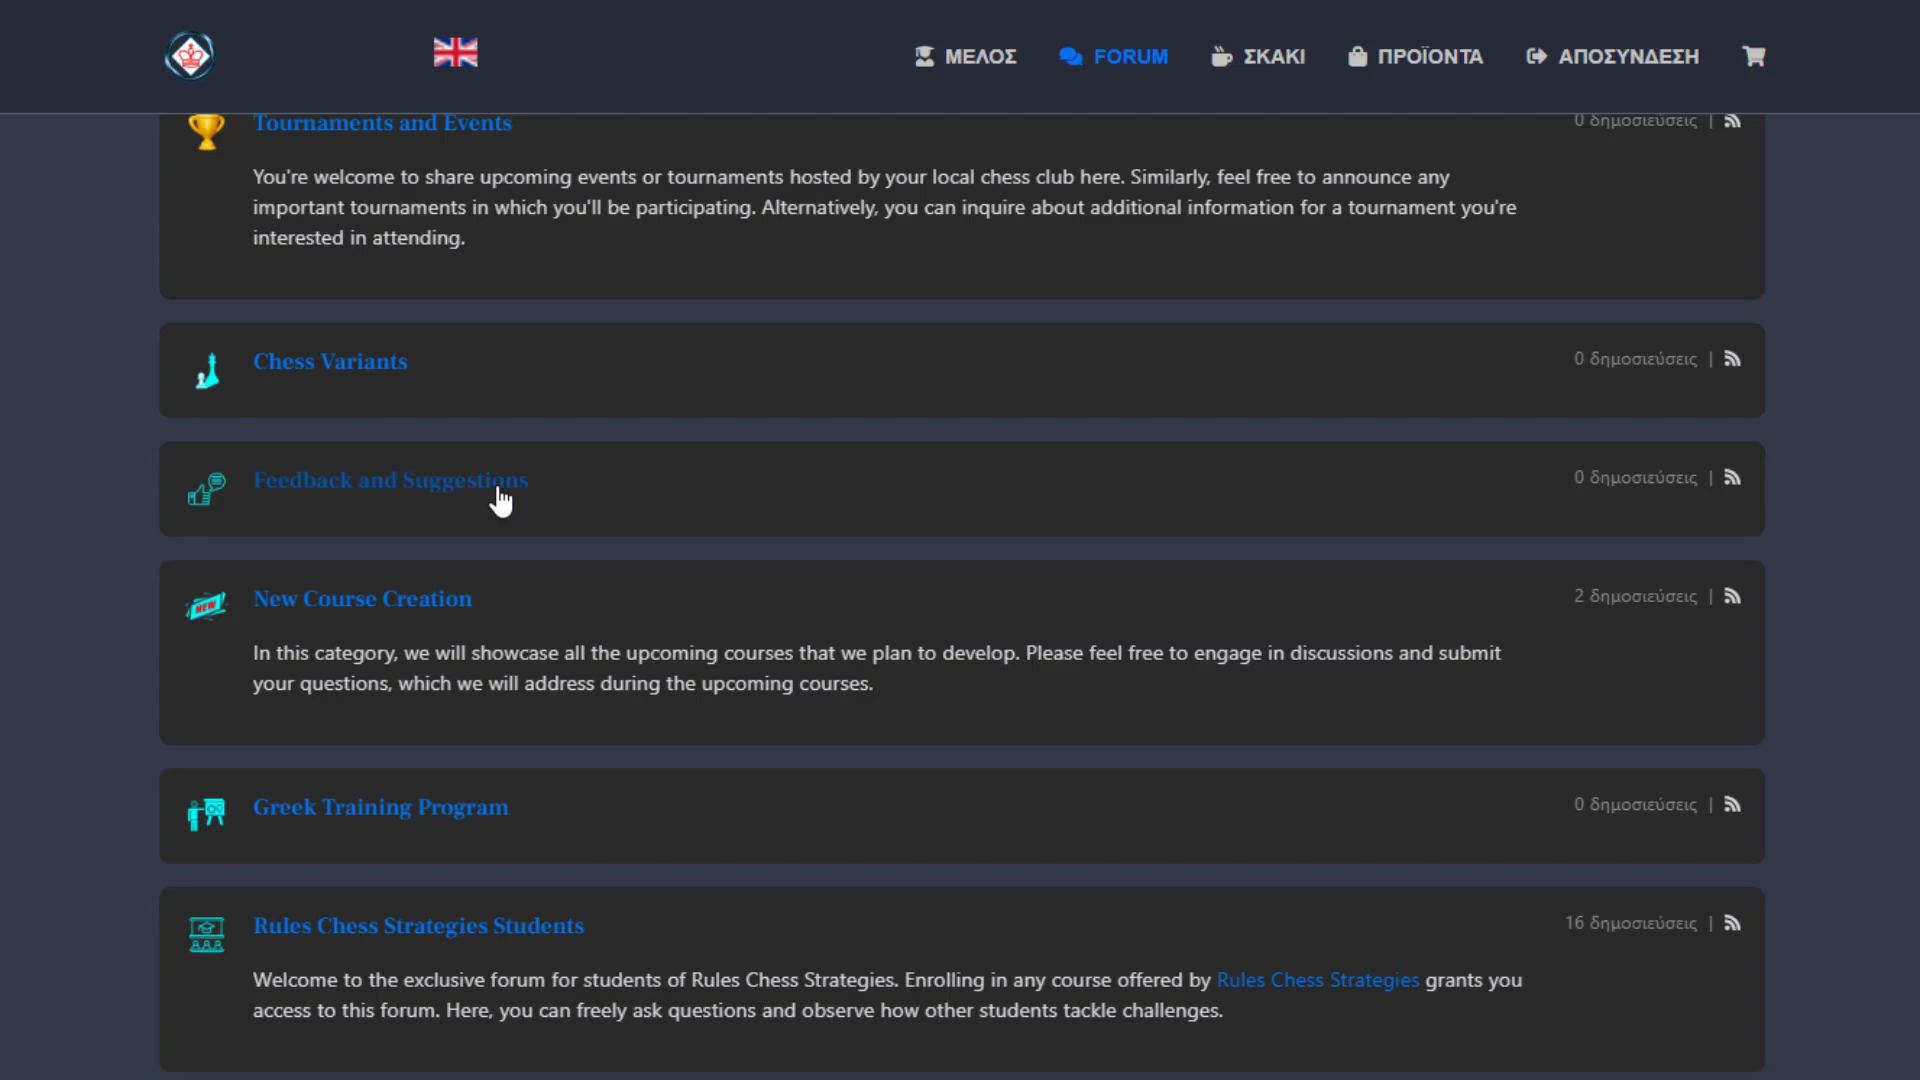 ΜΕΛΟΣ FORUM ΣΚΑΚΙ ΠΡΟΪΟΝΤΑ ΑΠΟΣΥΝΔΕΣΗ
Tournaments and Events
0 δημοσιεύσεις |
You're welcome to share upcoming events or tournaments hosted by your local chess club here. Similarly, feel free to announce any
important tournaments in which you'll be participating. Alternatively, you can inquire about additional information for a tournament you're
interested in attending.
Chess Variants
0 δημοσιεύσεις |
Feedback and Suggestions
0 δημοσιεύσεις |
NEW
New Course Creation
2 δημοσιεύσεις |
In this category, we will showcase all the upcoming courses that we plan to develop. Please feel free to engage in discussions and submit
your questions, which we will address during the upcoming courses.
Greek Training Program
0 δημοσιεύσεις |
Rules Chess Strategies Students
16 δημοσιεύσεις |
Welcome to the exclusive forum for students of Rules Chess Strategies. Enrolling in any course offered by Rules Chess Strategies grants you
access to this forum. Here, you can freely ask questions and observe how other students tackle challenges.